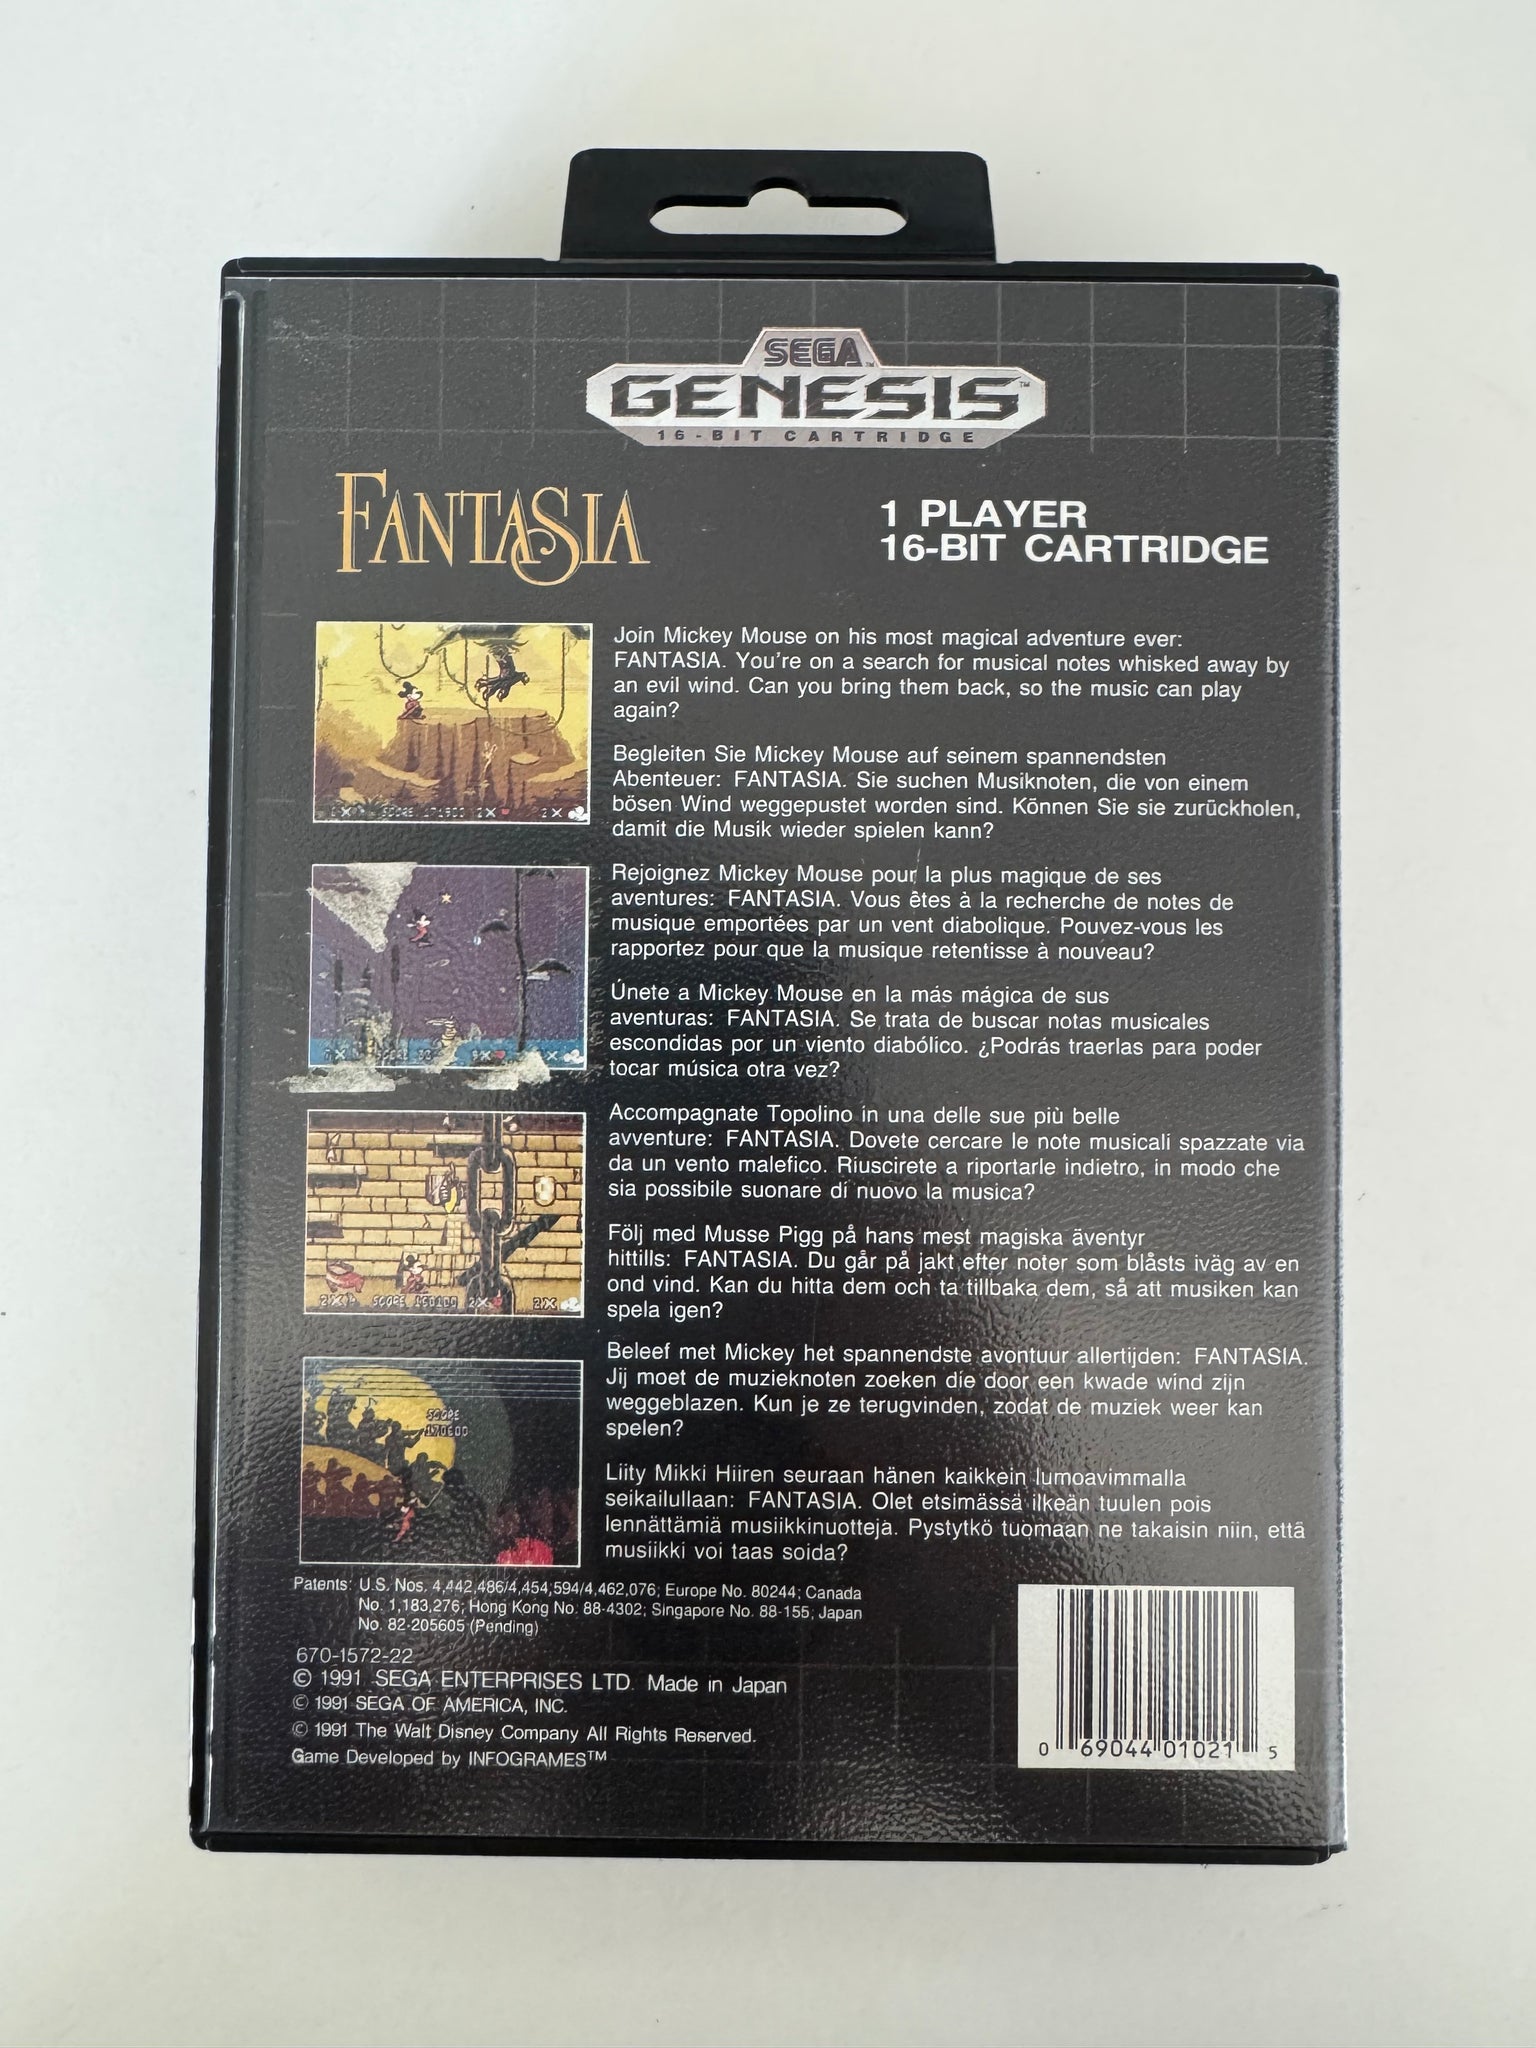 SEGA™
GENESIS™
16-BIT CARTRIDGE
FANTASIA
1 PLAYER
16-BIT CARTRIDGE
Join Mickey Mouse on his most magical adventure ever:
FANTASIA. You're on a search for musical notes whisked away by
an evil wind. Can you bring them back, so the music can play
again?
Begleiten Sie Mickey Mouse auf seinem spannendsten
Abenteuer: FANTASIA. Sie suchen Musiknoten, die von einem
bösen Wind weggepustet worden sind. Können Sie sie zurückholen,
damit die Musik wieder spielen kann?
Rejoignez Mickey Mouse pour la plus magique de ses
aventures: FANTASIA. Vous êtes à la recherche de notes de
musique emportées par un vent diabolique. Pouvez-vous les
rapportez pour que la musique retentisse à nouveau?
Únete a Mickey Mouse en la más mágica de sus
aventuras: FANTASIA. Se trata de buscar notas musicales
escondidas por un viento diabólico. ¿Podrás traerlas para poder
tocar música otra vez?
Accompagnate Topolino in una delle sue più belle
avventure: FANTASIA. Dovete cercare le note musicali spazzate via
da un vento malefico. Riuscirete a riportarle indietro, in modo che
sia possibile suonare di nuovo la musica?
Följ med Musse Pigg på hans mest magiska äventyr
hittills: FANTASIA. Du går på jakt efter noter som blåsts iväg av en
ond vind. Kan du hitta dem och ta tillbaka dem, så att musiken kan
spela igen?
Beleef met Mickey het spannendste avontuur allertijden: FANTASIA.
Jij moet de muzieknoten zoeken die door een kwade wind zijn
weggeblazen. Kun je ze terugvinden, zodat de muziek weer kan
spelen?
Liity Mikki Hiiren seuraan hänen kaikkein lumoavimmalla
seikailullaan: FANTASIA. Olet etsimässä ilkeän tuulen pois
lennättämiä musiikkinuotteja. Pystytkö tuomaan ne takaisin niin, että
musiikki voi taas soida?
SCORE 171900 2X 2X
SCORE 150100 2X 2X
SCORE
170600
Patents: U.S. Nos. 4,442,486/4,454,594/4,462,076; Europe No. 80244; Canada
No. 1,183,276; Hong Kong No. 88-4302; Singapore No. 88-155; Japan
No. 82-205605 (Pending)
670-1572-22
© 1991 SEGA ENTERPRISES LTD. Made in Japan
© 1991 SEGA OF AMERICA, INC.
© 1991 The Walt Disney Company All Rights Reserved.
Game Developed by INFOGRAMES™
0 69044 01021 5